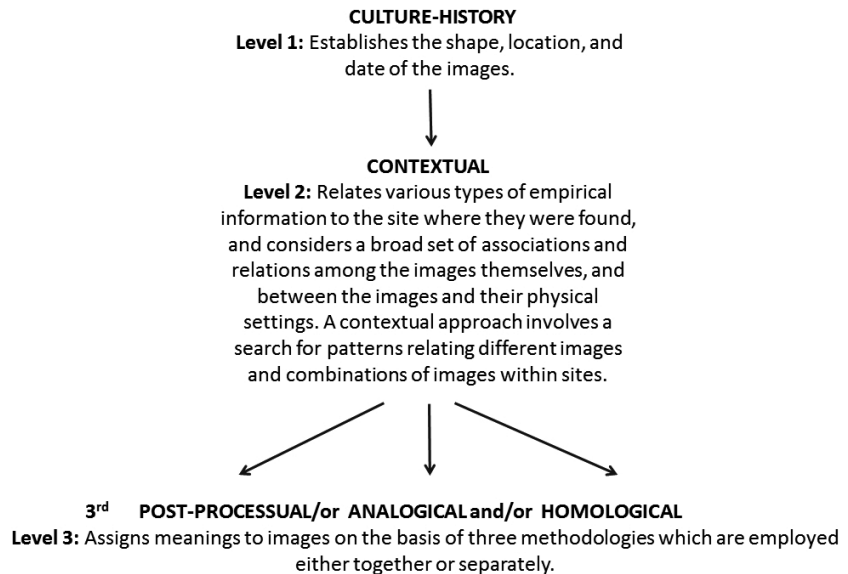 CULTURE-HISTORY
Level 1: Establishes the shape, location, and
date of the images.
CONTEXTUAL
Level 2: Relates various types of empirical
information to the site where they were found,
and considers a broad set of associations and
relations among the images themselves, and
between the images and their physical
settings. A contextual approach involves a
search for patterns relating different images
and combinations of images within sites.
3rd POST-PROCESSUAL/or ANALOGICAL and/or HOMOLOGICAL
Level 3: Assigns meanings to images on the basis of three methodologies which are employed
either together or separately.